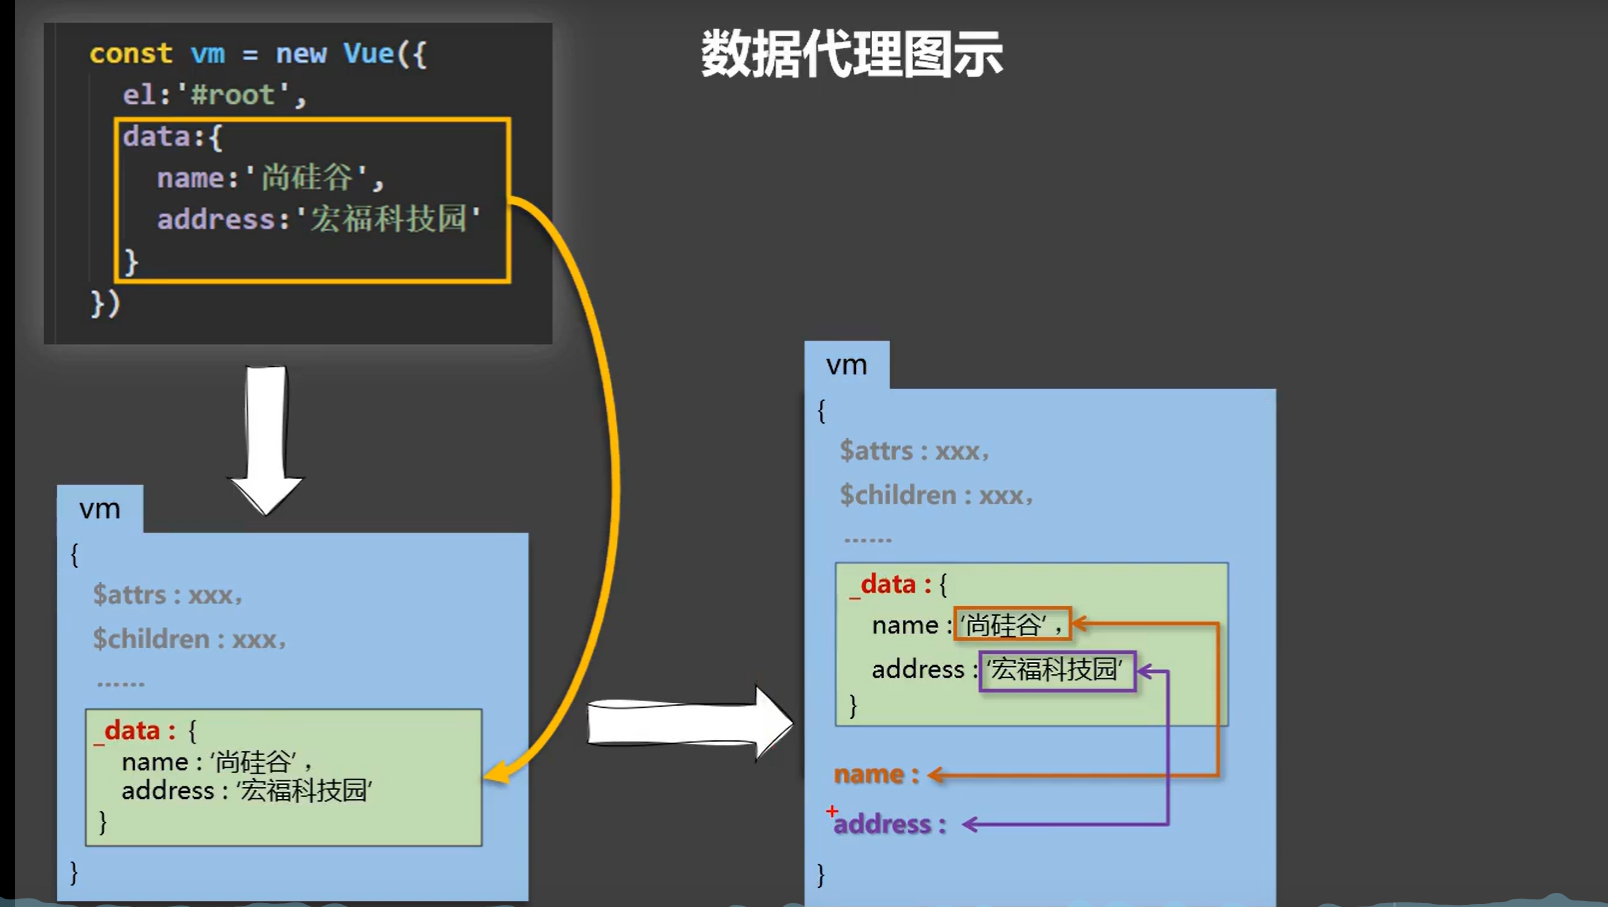 数据代理图示
const vm = new Vue({
el:'#root',
data:{
name:'尚硅谷',
address:'宏福科技园'
}
})
vm
{
$attrs : xxx，
$children : xxx，
……
_data : {
name : '尚硅谷' ，
address : '宏福科技园'
}
}
vm
{
$attrs : xxx，
$children : xxx，
……
_data : {
name : '尚硅谷' ，
address : '宏福科技园'
}
name :
address :
}